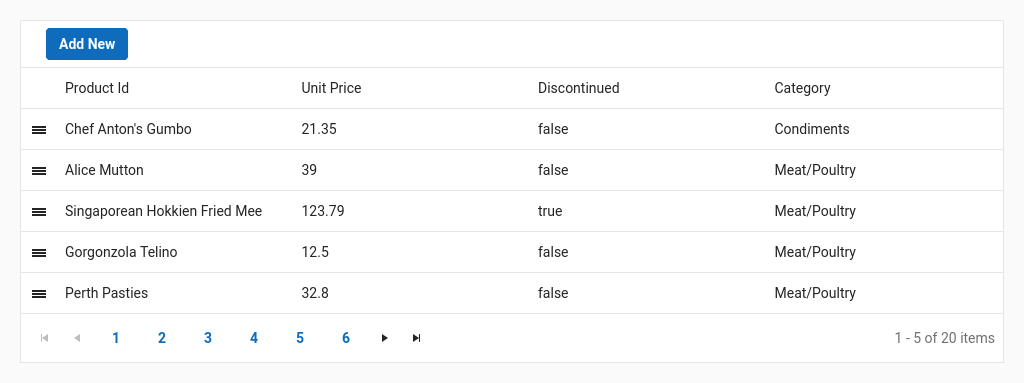 Add New
Product Id Unit Price Discontinued Category
Chef Anton's Gumbo 21.35 false Condiments
Alice Mutton 39 false Meat/Poultry
Singaporean Hokkien Fried Mee 123.79 true Meat/Poultry
Gorgonzola Telino 12.5 false Meat/Poultry
Perth Pasties 32.8 false Meat/Poultry
1 2 3 4 5 6 1 - 5 of 20 items